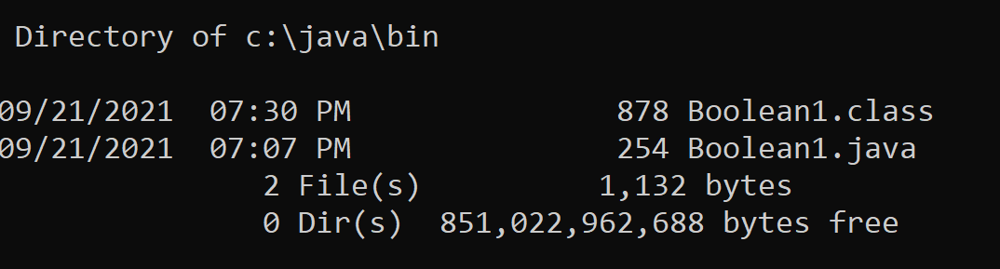 Directory of c:\java\bin
09/21/2021  07:30 PM               878 Boolean1.class
09/21/2021  07:07 PM               254 Boolean1.java
               2 File(s)          1,132 bytes
               0 Dir(s)  851,022,962,688 bytes free